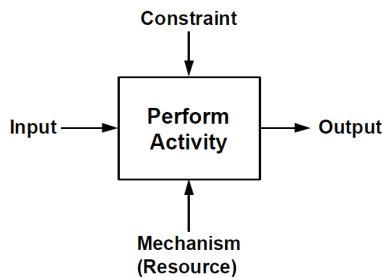 Constraint
Input
Perform
Activity
Output
Mechanism
(Resource)